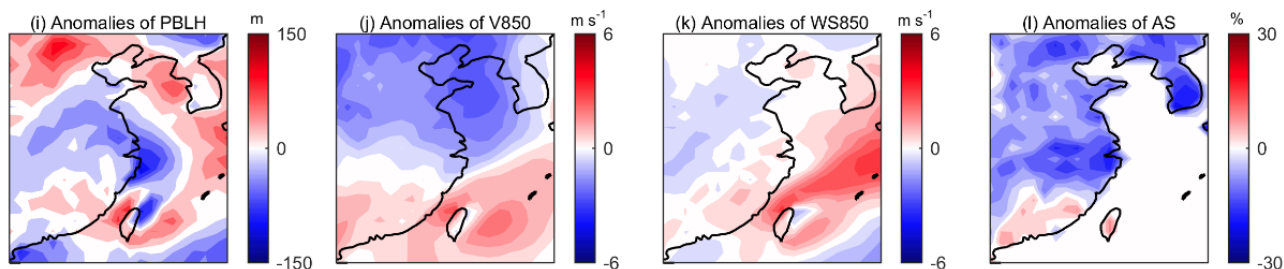 (i) Anomalies of PBLH
m
150
0
-150
(j) Anomalies of V850
m s⁻¹
6
0
-6
(k) Anomalies of WS850
m s⁻¹
6
0
-6
(l) Anomalies of AS
%
30
0
-30